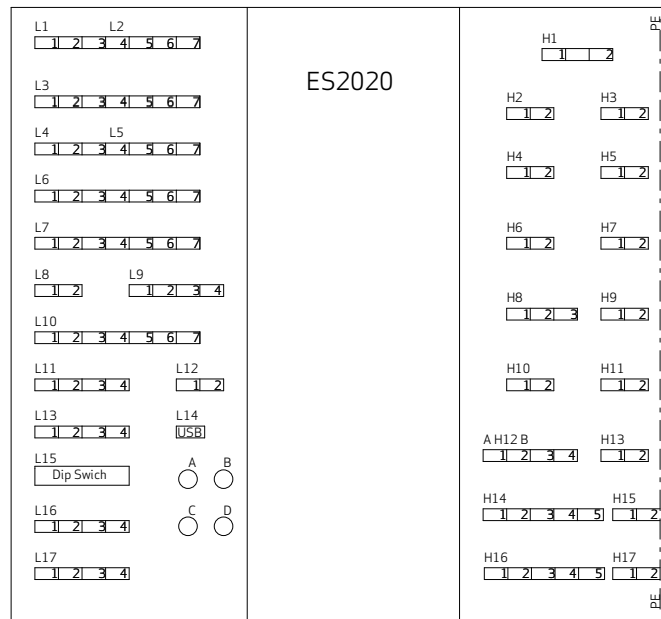 L1 L2
1 2 3 4 5 6 7
L3
1 2 3 4 5 6 7
L4 L5
1 2 3 4 5 6 7
L6
1 2 3 4 5 6 7
L7
1 2 3 4 5 6 7
L8 L9
1 2 1 2 3 4
L10
1 2 3 4 5 6 7
L11 L12
1 2 3 4 1 2
L13 L14
1 2 3 4 USB
L15 A B
Dip Swich
C D
L16
1 2 3 4
L17
1 2 3 4
ES2020
PE
H1
1 2
H2 H3
1 2 1 2
H4 H5
1 2 1 2
H6 H7
1 2 1 2
H8 H9
1 2 3 1 2
H10 H11
1 2 1 2
A H12 B H13
1 2 3 4 1 2
H14 H15
1 2 3 4 5 1 2
H16 H17
1 2 3 4 5 1 2
PE